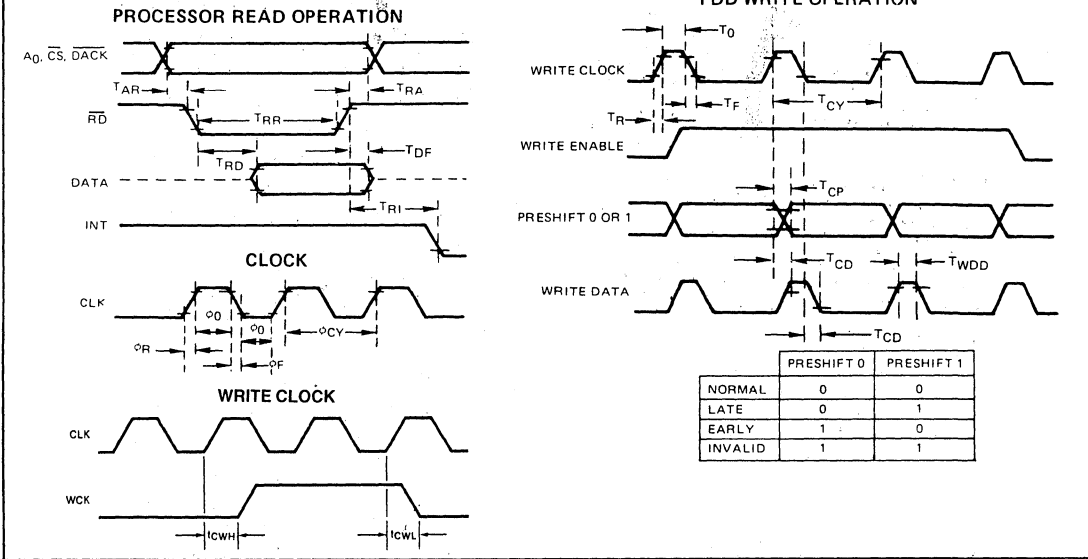 PROCESSOR READ OPERATION
A0, CS, DACK
TAR
TRA
RD
TRR
TRD
TDF
DATA
TRI
INT
CLOCK
CLK
φ0
φ0
φCY
φR
φF
WRITE CLOCK
CLK
WCK
tCWH
tCWL
WRITE OPERATION
T0
WRITE CLOCK
TF
TCY
TR
WRITE ENABLE
TCP
PRESHIFT 0 OR 1
TCD
TWDD
WRITE DATA
TCD
PRESHIFT 0 PRESHIFT 1
NORMAL 0 0
LATE 0 1
EARLY 1 0
INVALID 1 1